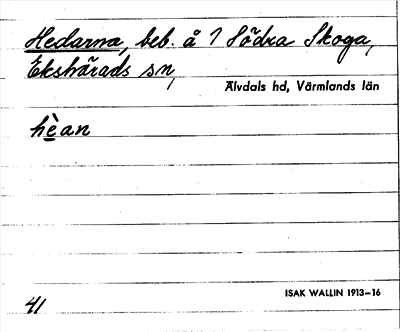 Hedarna, beb. å 1 Södra Skoga,
Ekshärads sn,
Älvdals hd, Värmlands län
hèan
ISAK WALLIN 1913–16
41